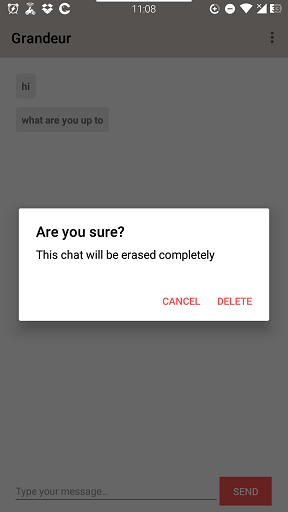 11:08
Grandeur
hi
what are you up to
Are you sure?
This chat will be erased completely
CANCEL DELETE
Type your message... SEND